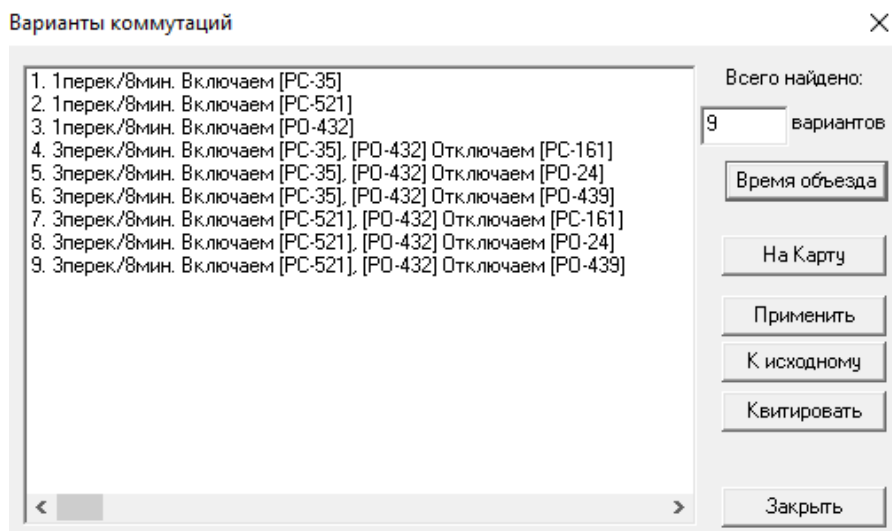 Варианты коммутаций
1. 1перек/8мин. Включаем [РС-35]
2. 1перек/8мин. Включаем [РС-521]
3. 1перек/8мин. Включаем [РО-432]
4. 3перек/8мин. Включаем [РС-35], [РО-432] Отключаем [РС-161]
5. 3перек/8мин. Включаем [РС-35], [РО-432] Отключаем [РО-24]
6. 3перек/8мин. Включаем [РС-35], [РО-432] Отключаем [РО-439]
7. 3перек/8мин. Включаем [РС-521], [РО-432] Отключаем [РС-161]
8. 3перек/8мин. Включаем [РС-521], [РО-432] Отключаем [РО-24]
9. 3перек/8мин. Включаем [РС-521], [РО-432] Отключаем [РО-439]
Всего найдено:
9 вариантов
Время объезда
На Карту
Применить
К исходному
Квитировать
Закрыть